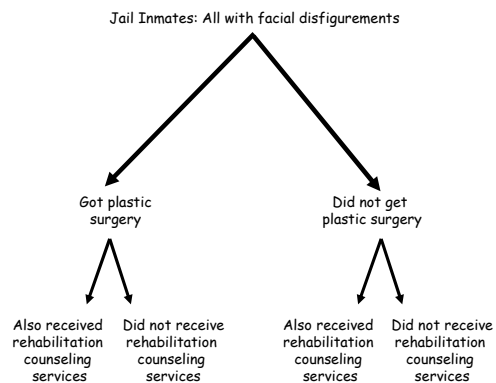 Jail Inmates: All with facial disfigurements
Got plastic
surgery
Did not get
plastic surgery
Also received
rehabilitation
counseling
services
Did not receive
rehabilitation
counseling
services
Also received
rehabilitation
counseling
services
Did not receive
rehabilitation
counseling
services